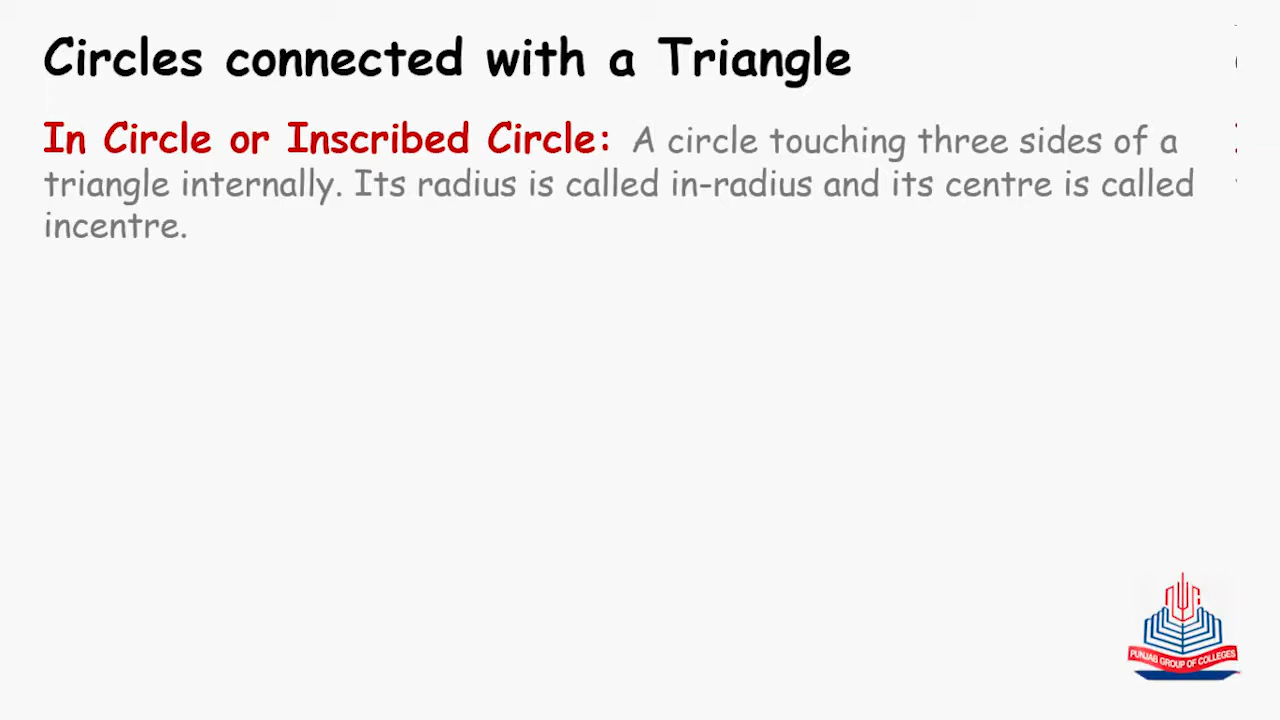 Circles connected with a Triangle
In Circle or Inscribed Circle: A circle touching three sides of a
triangle internally. Its radius is called in-radius and its centre is called
incentre.
PUNJAB GROUP OF COLLEGES